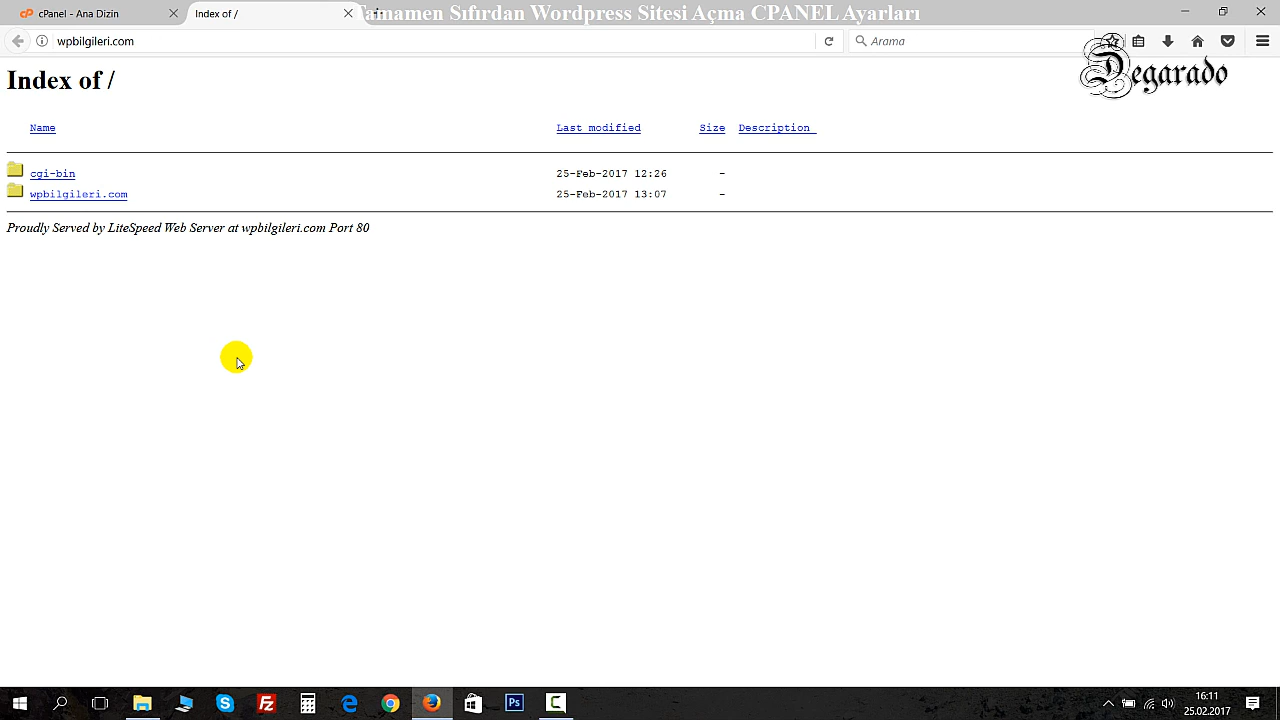 cPanel - Ana Dizin
Index of /
Tamamen Sıfırdan Wordpress Sitesi Açma CPANEL Ayarları
wpbilgileri.com
Arama
Degarado
Index of /
Name Last modified Size Description
cgi-bin 25-Feb-2017 12:26 -
wpbilgileri.com 25-Feb-2017 13:07 -
Proudly Served by LiteSpeed Web Server at wpbilgileri.com Port 80
16:11
25.02.2017